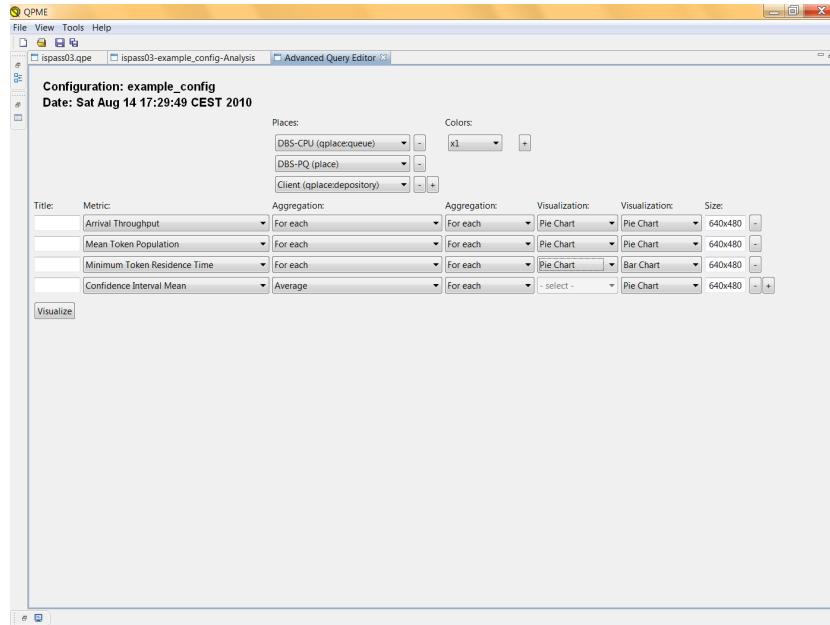 QPME
File View Tools Help
ispass03.qpe ispass03-example_config-Analysis Advanced Query Editor
Configuration: example_config
Date: Sat Aug 14 17:29:49 CEST 2010
Places: Colors:
DBS-CPU (qplace:queue) - x1 +
DBS-PQ (place) -
Client (qplace:depository) - +
Title: Metric: Aggregation: Aggregation: Visualization: Visualization: Size:
Arrival Throughput For each For each Pie Chart Pie Chart 640x480 -
Mean Token Population For each For each Pie Chart Pie Chart 640x480 -
Minimum Token Residence Time For each For each Pie Chart Bar Chart 640x480 -
Confidence Interval Mean Average For each - select - Pie Chart 640x480 - +
Visualize